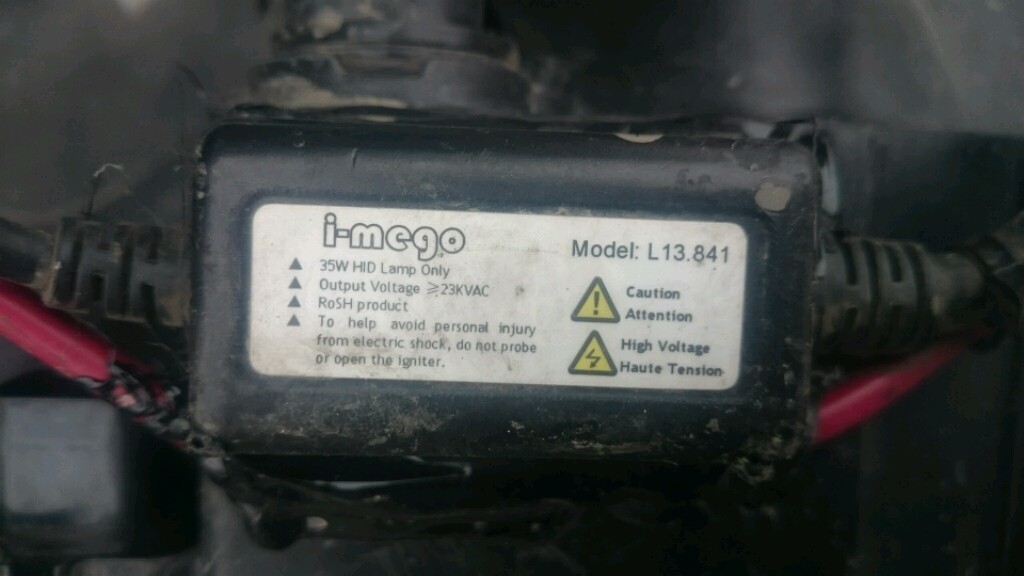 i-mego
Model: L13.841
▲ 35W HID Lamp Only
▲ Output Voltage ≥23KVAC
▲ RoSH product
▲ To help avoid personal injury
from electric shock, do not probe
or open the igniter.
Caution
Attention
High Voltage
Haute Tension